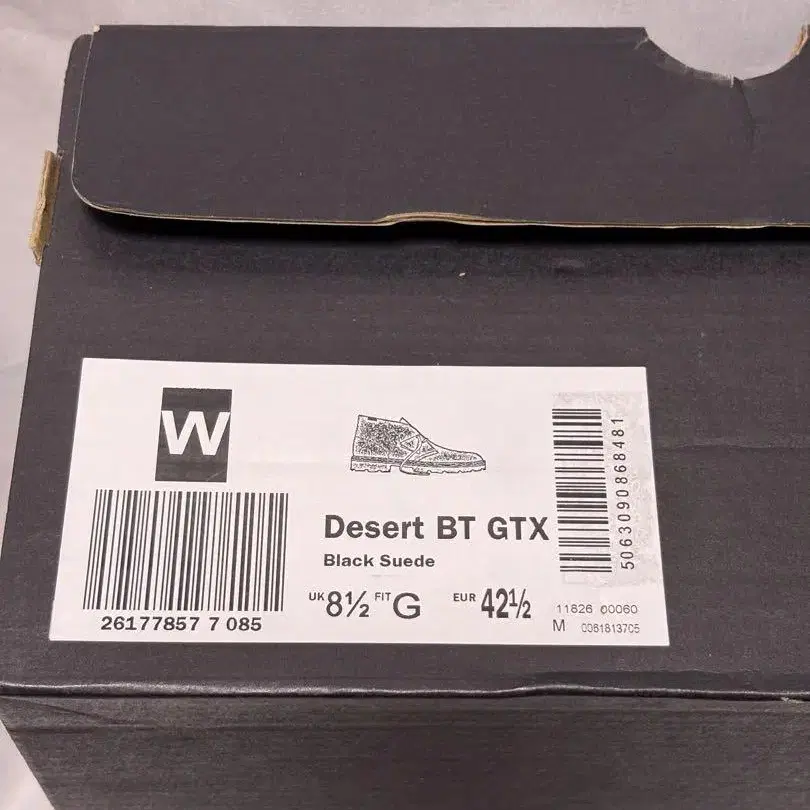 W
26177857 7 085
Desert BT GTX
Black Suede
UK 8½ FIT G EUR 42½
5063090868481
11826 00060
M 0081813705